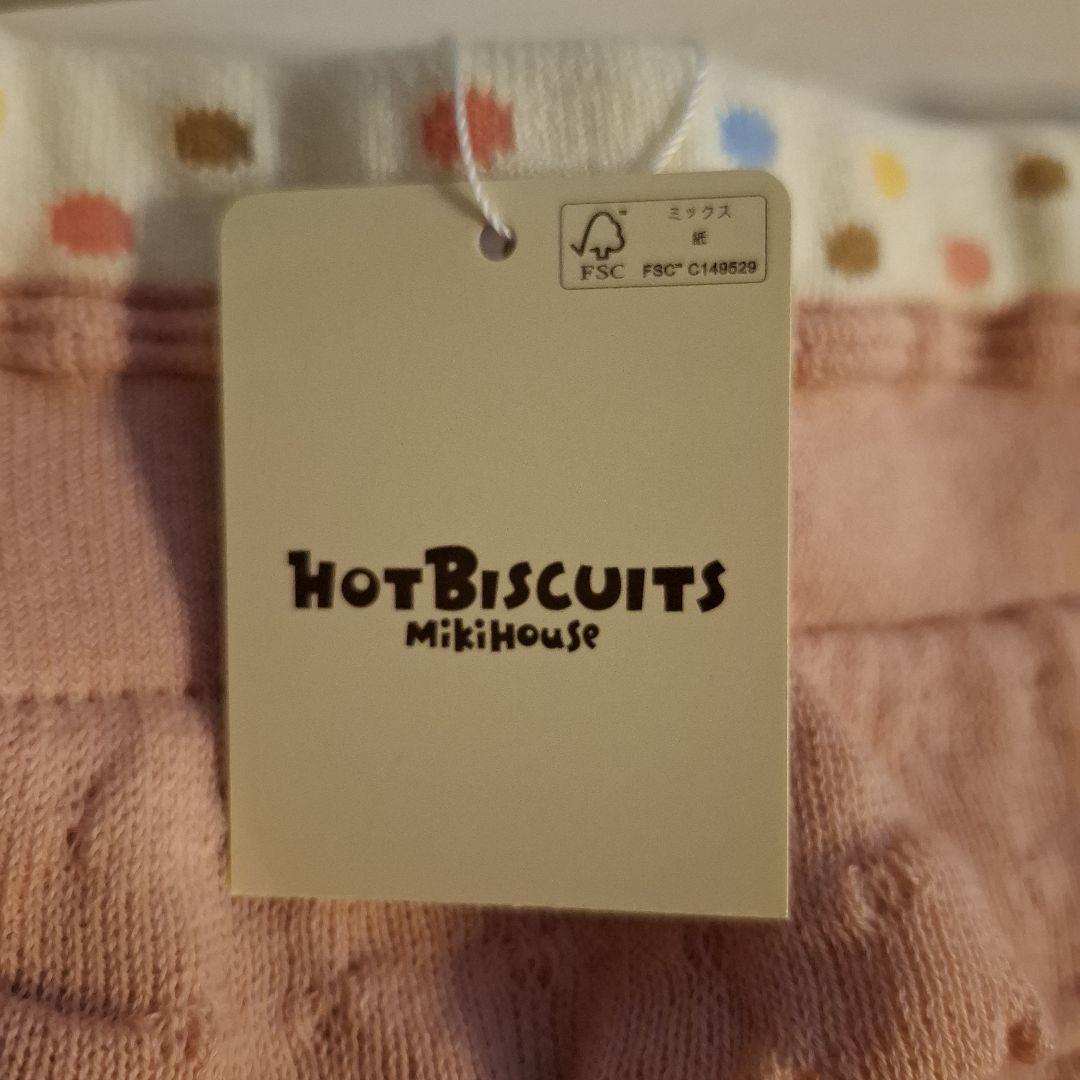 ミックス
紙
FSC™ C149529
FSC
HOTBISCUITS
MikiHouse